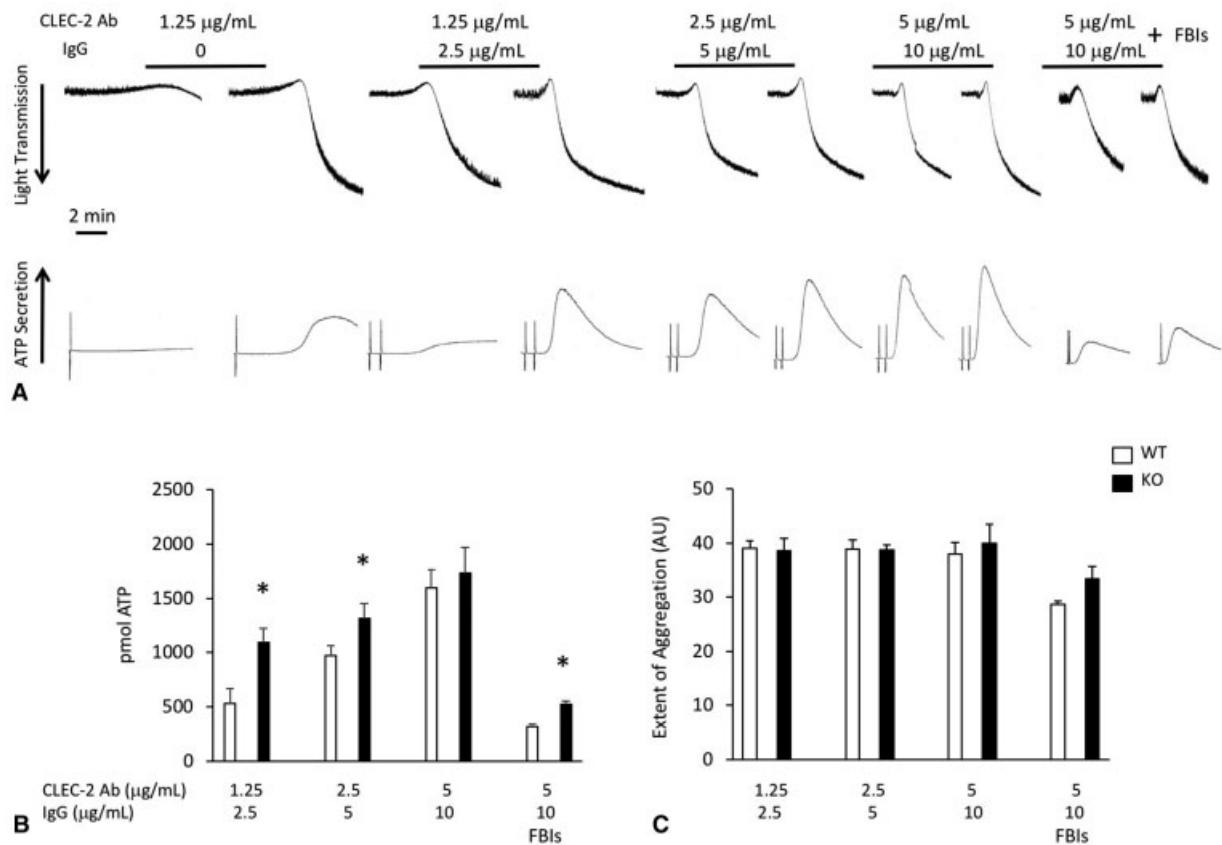 CLEC-2 Ab 1.25 µg/mL 1.25 µg/mL 2.5 µg/mL 5 µg/mL 5 µg/mL + FBIs
IgG 0 2.5 µg/mL 5 µg/mL 10 µg/mL 10 µg/mL
Light Transmission
2 min
ATP Secretion
A
WT
KO
2500
2000
1500
1000
500
0
pmol ATP
* * *
CLEC-2 Ab (µg/mL) 1.25 2.5 5 5
IgG (µg/mL) 2.5 5 10 10
FBIs
B
50
40
30
20
10
0
Extent of Aggregation (AU)
1.25 2.5 5 5
2.5 5 10 10
FBIs
C